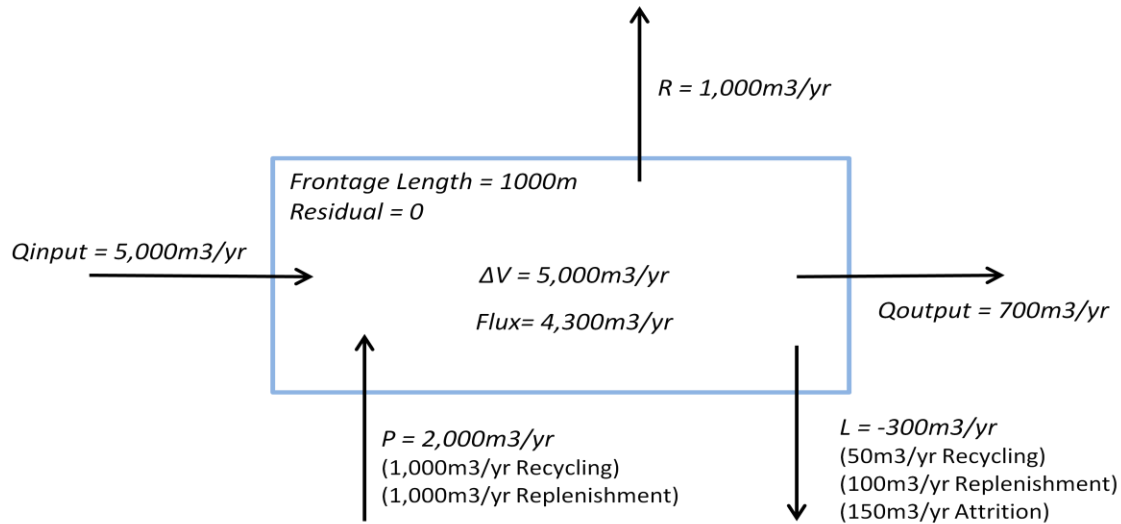 R = 1,000m3/yr
Frontage Length = 1000m
Residual = 0
Qinput = 5,000m3/yr
ΔV = 5,000m3/yr
Flux= 4,300m3/yr
Qoutput = 700m3/yr
P = 2,000m3/yr
(1,000m3/yr Recycling)
(1,000m3/yr Replenishment)
L = -300m3/yr
(50m3/yr Recycling)
(100m3/yr Replenishment)
(150m3/yr Attrition)